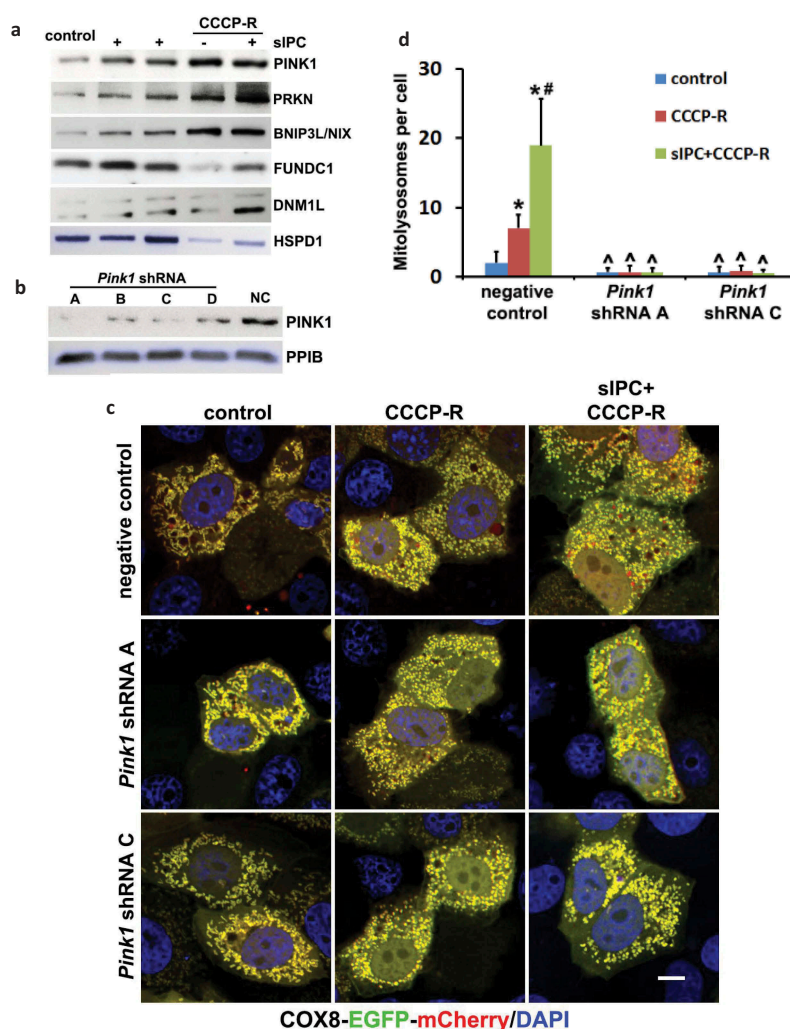 a
CCCP-R
control + + - + sIPC
PINK1
PRKN
BNIP3L/NIX
FUNDC1
DNM1L
HSPD1
b
Pink1 shRNA
A B C D NC
PINK1
PPIB
d
Mitolysosomes per cell
30
20
10
0
*
*#
^ ^ ^
^ ^ ^
control
CCCP-R
sIPC+CCCP-R
negative control
Pink1 shRNA A
Pink1 shRNA C
c
control
CCCP-R
sIPC+
CCCP-R
negative control
Pink1 shRNA A
Pink1 shRNA C
COX8-EGFP-mCherry/DAPI